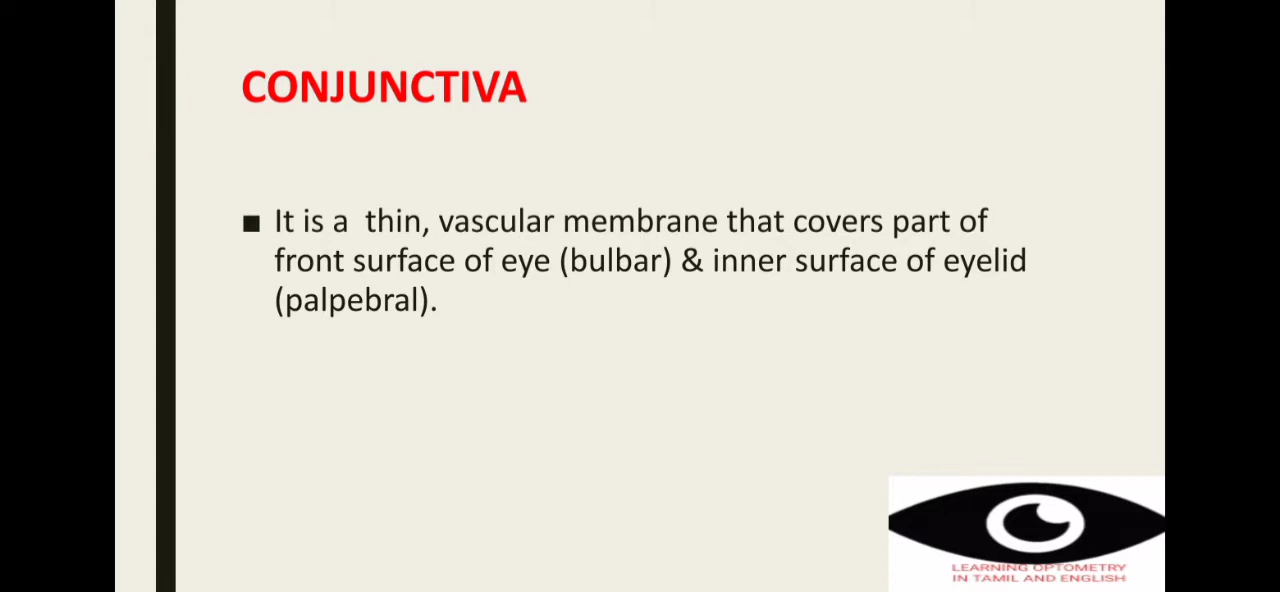 CONJUNCTIVA
■ It is a thin, vascular membrane that covers part of
front surface of eye (bulbar) & inner surface of eyelid
(palpebral).
LEARNING OPTOMETRY
IN TAMIL AND ENGLISH